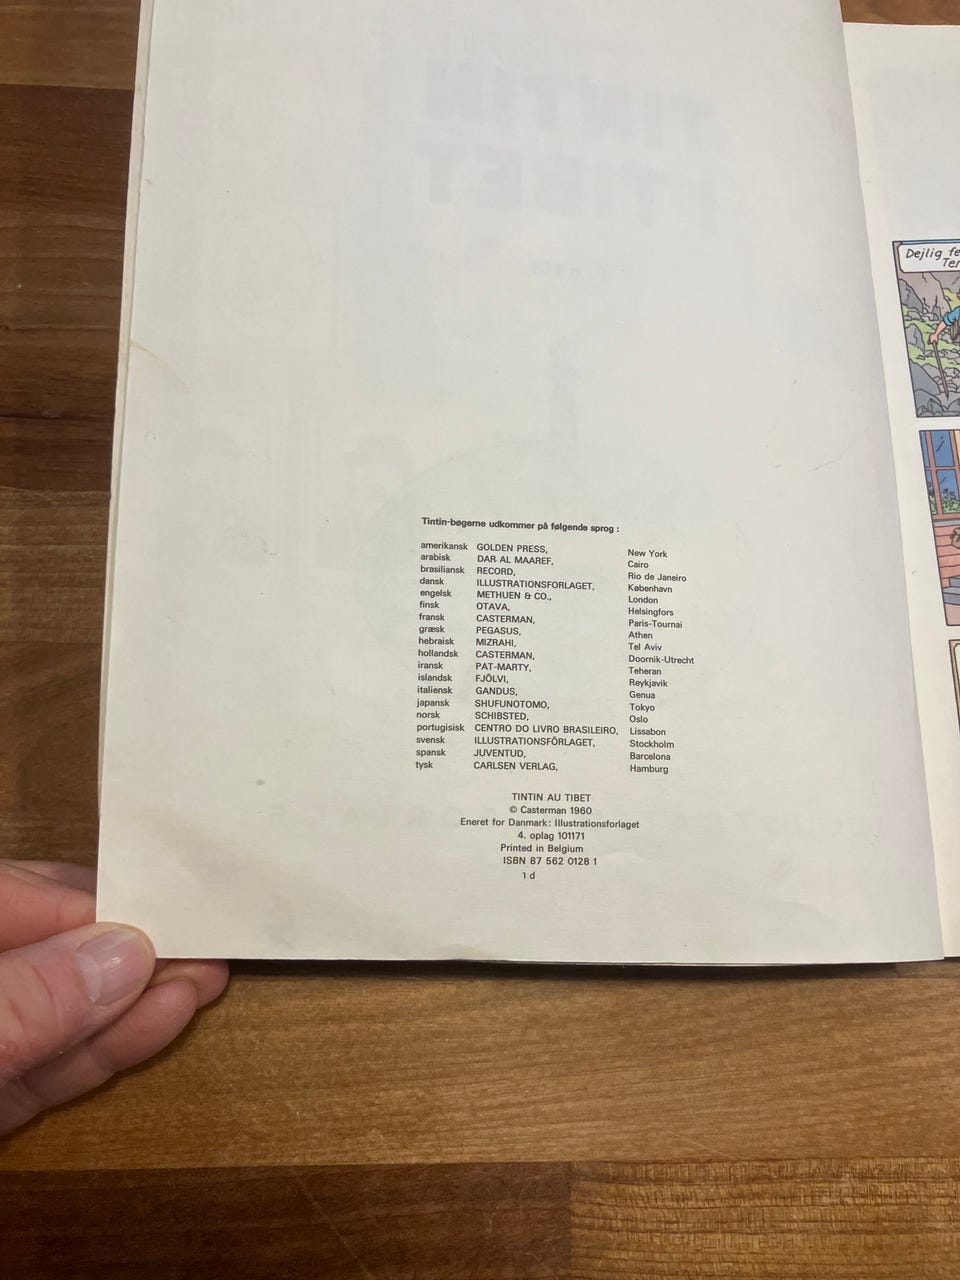 TINTIN
I TIBET
Dejlig
Tintin-bøgerne udkommer på følgende sprog :
amerikansk GOLDEN PRESS, New York
arabisk DAR AL MAAREF, Cairo
brasiliansk RECORD, Rio de Janeiro
dansk ILLUSTRATIONSFORLAGET, København
engelsk METHUEN & CO., London
finsk OTAVA, Helsingfors
fransk CASTERMAN, Paris-Tournai
græsk PEGASUS, Athen
hebraisk MIZRAHI, Tel Aviv
hollandsk CASTERMAN, Doornik-Utrecht
iransk PAT-MARTY, Teheran
islandsk FJÖLVI, Reykjavik
italiensk GANDUS, Genua
japansk SHUFUNOTOMO, Tokyo
norsk SCHIBSTED, Oslo
portugisisk CENTRO DO LIVRO BRASILEIRO, Lissabon
svensk ILLUSTRATIONSFÖRLAGET, Stockholm
spansk JUVENTUD, Barcelona
tysk CARLSEN VERLAG, Hamburg
TINTIN AU TIBET
© Casterman 1960
Eneret for Danmark: Illustrationsforlaget
4. oplag 101171
Printed in Belgium
ISBN 87 562 0128 1
1 d